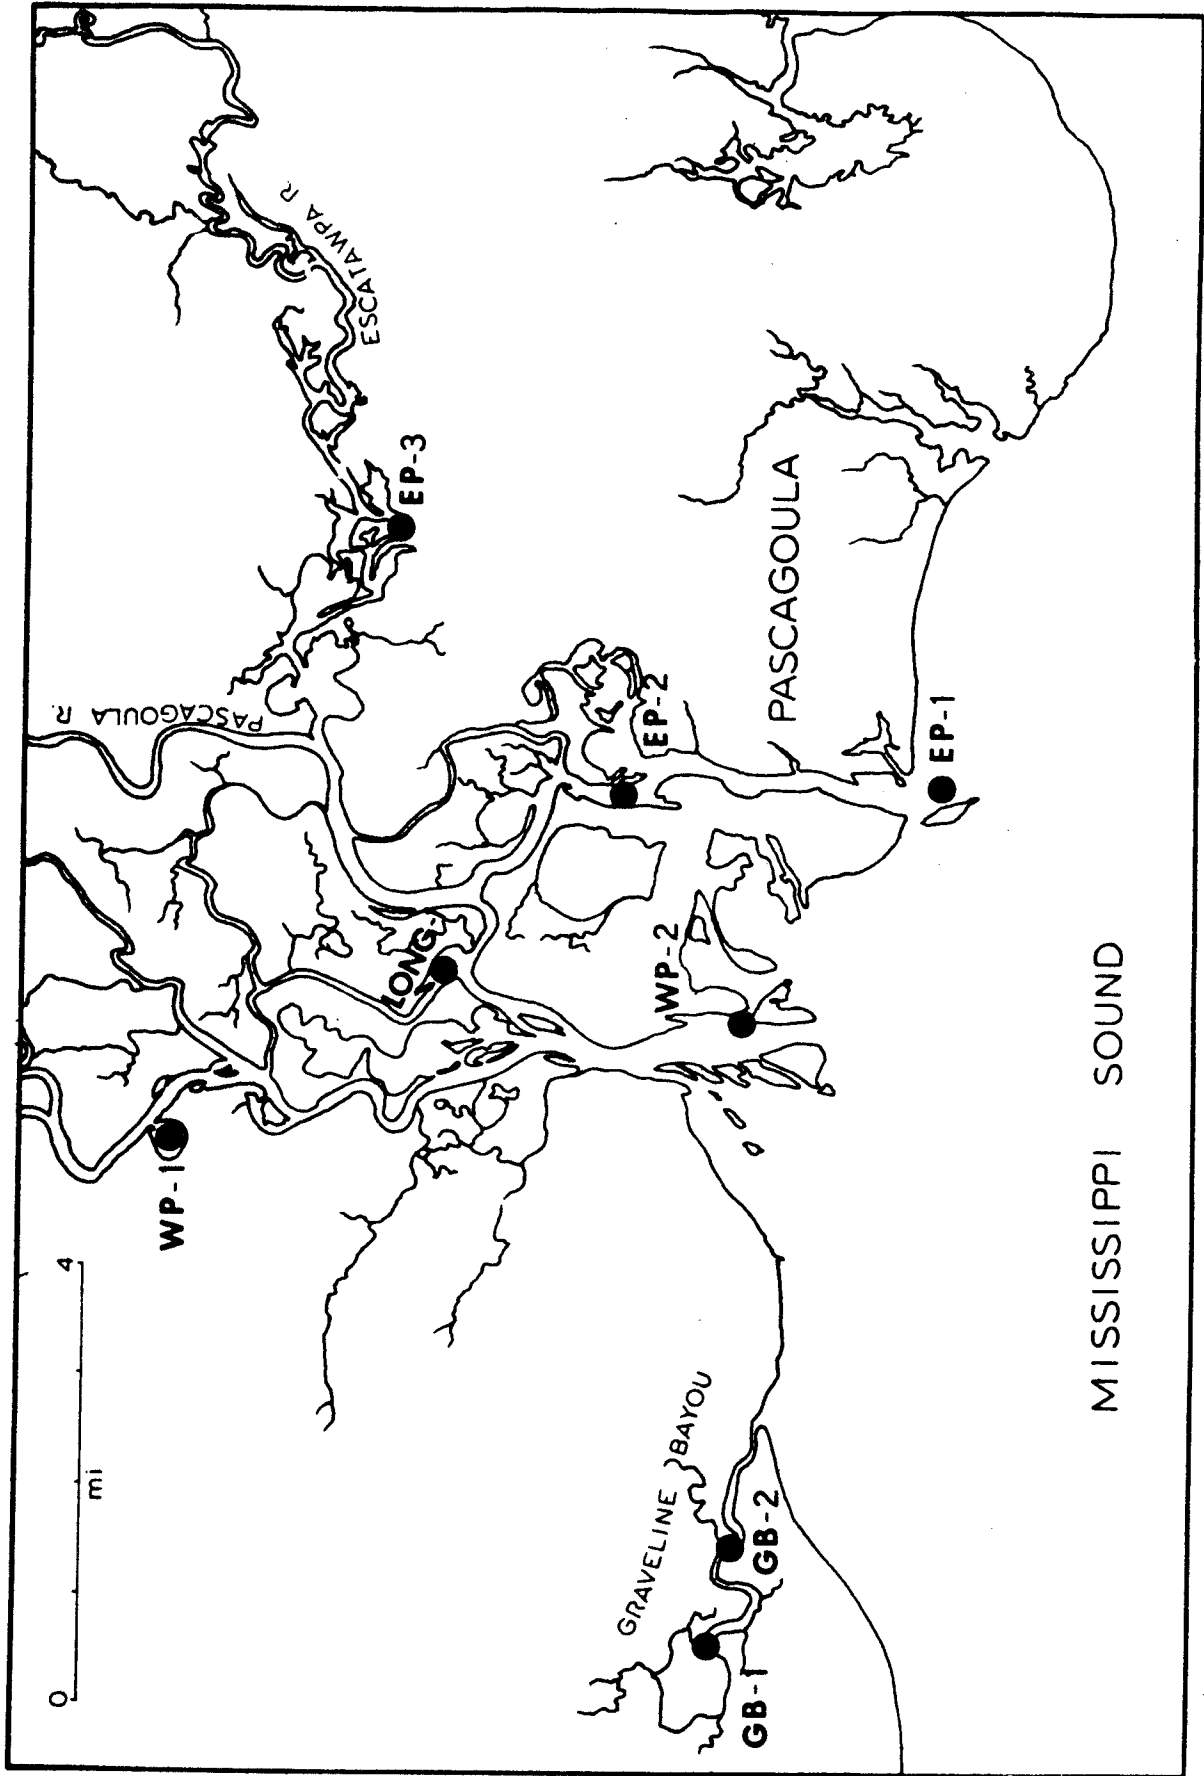 PASCAGOULA R.
ESCATAWPA R.
WP-1
LONG-
EP-3
EP-2
WP-2
PASCAGOULA
EP-1
0
4
mi
GRAVELINE BAYOU
GB-1
GB-2
MISSISSIPPI SOUND